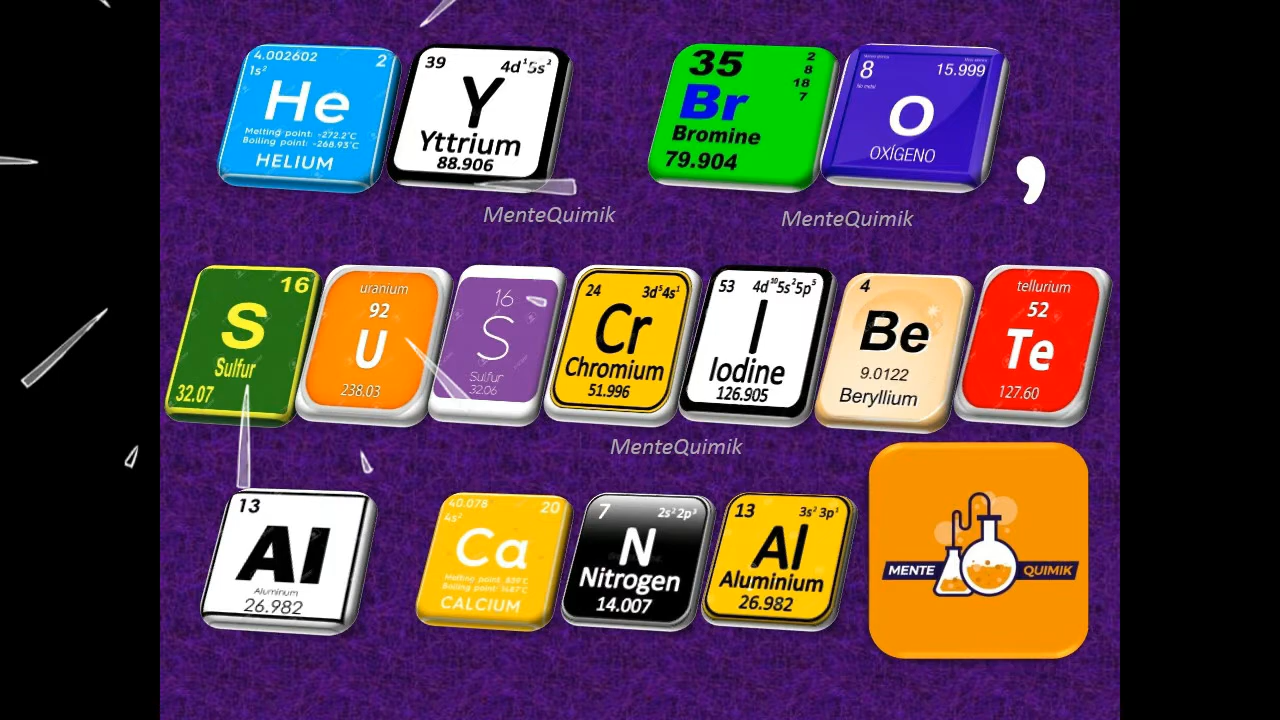 4.002602 2
1s²
He
Melting point: -272.2°C
Boiling point: -268.93°C
HELIUM
39 4d¹5s²
Y
Yttrium
88.906
35
2
8
18
7
Br
Bromine
79.904
8 15.999
O
OXÍGENO
,
MenteQuimik
MenteQuimik
16
S
Sulfur
32.07
uranium
92
U
238.03
16
S
Sulfur
32.06
24 3d⁵4s¹
Cr
Chromium
51.996
53 4d¹⁰5s²5p⁵
I
Iodine
126.905
4
Be
9.0122
Beryllium
tellurium
52
Te
127.60
MenteQuimik
13
Al
Aluminum
26.982
40.078 20
4s²
Ca
CALCIUM
7 2s²2p³
N
Nitrogen
14.007
13 3s²3p¹
Al
Aluminium
26.982
MENTE QUIMIK